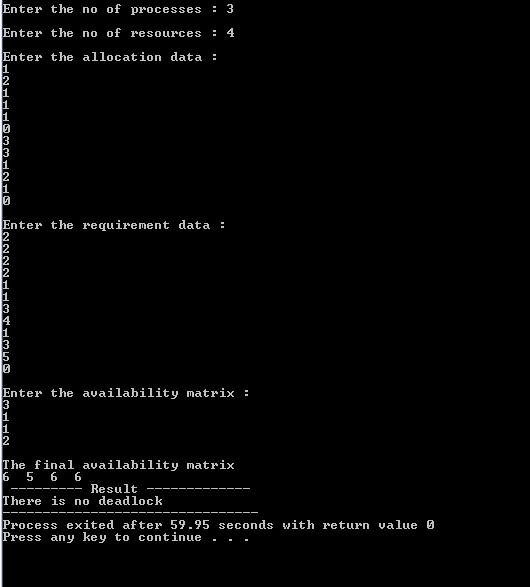 Enter the no of processes : 3
Enter the no of resources : 4
Enter the allocation data :
1
2
1
1
1
0
3
3
1
2
1
0
Enter the requirement data :
2
2
2
2
1
1
3
4
1
3
5
0
Enter the availability matrix :
3
1
1
2
The final availability matrix
6 5 6 6
--------- Result -------------
There is no deadlock
--------------------------------
Process exited after 59.95 seconds with return value 0
Press any key to continue . . .